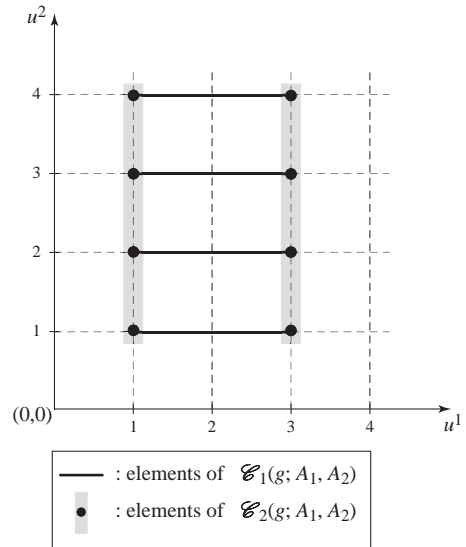 u²
4
3
2
1
(0,0)
1 2 3 4
u¹
: elements of 𝒞₁(g; A₁, A₂)
: elements of 𝒞₂(g; A₁, A₂)